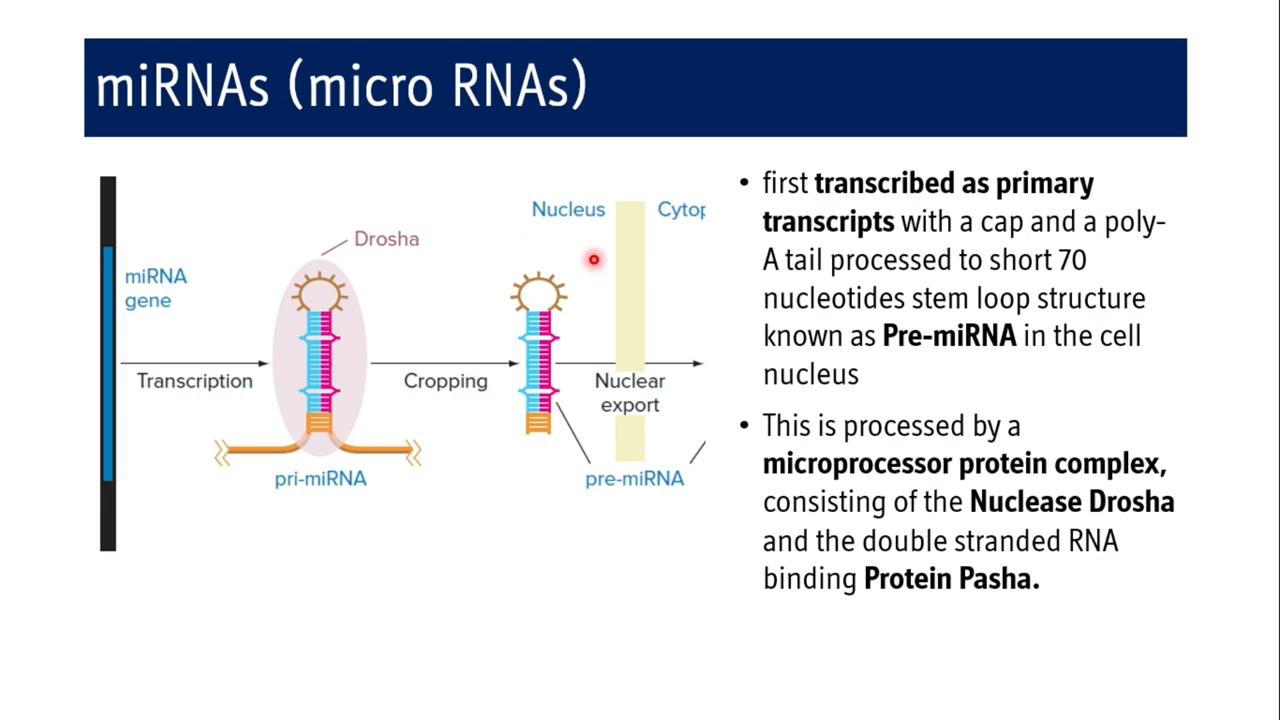 miRNAs (micro RNAs)
Nucleus
Cytop
Drosha
miRNA
gene
Transcription
Cropping
Nuclear
export
pri-miRNA
pre-miRNA
• first transcribed as primary
transcripts with a cap and a poly-
A tail processed to short 70
nucleotides stem loop structure
known as Pre-miRNA in the cell
nucleus
• This is processed by a
microprocessor protein complex,
consisting of the Nuclease Drosha
and the double stranded RNA
binding Protein Pasha.